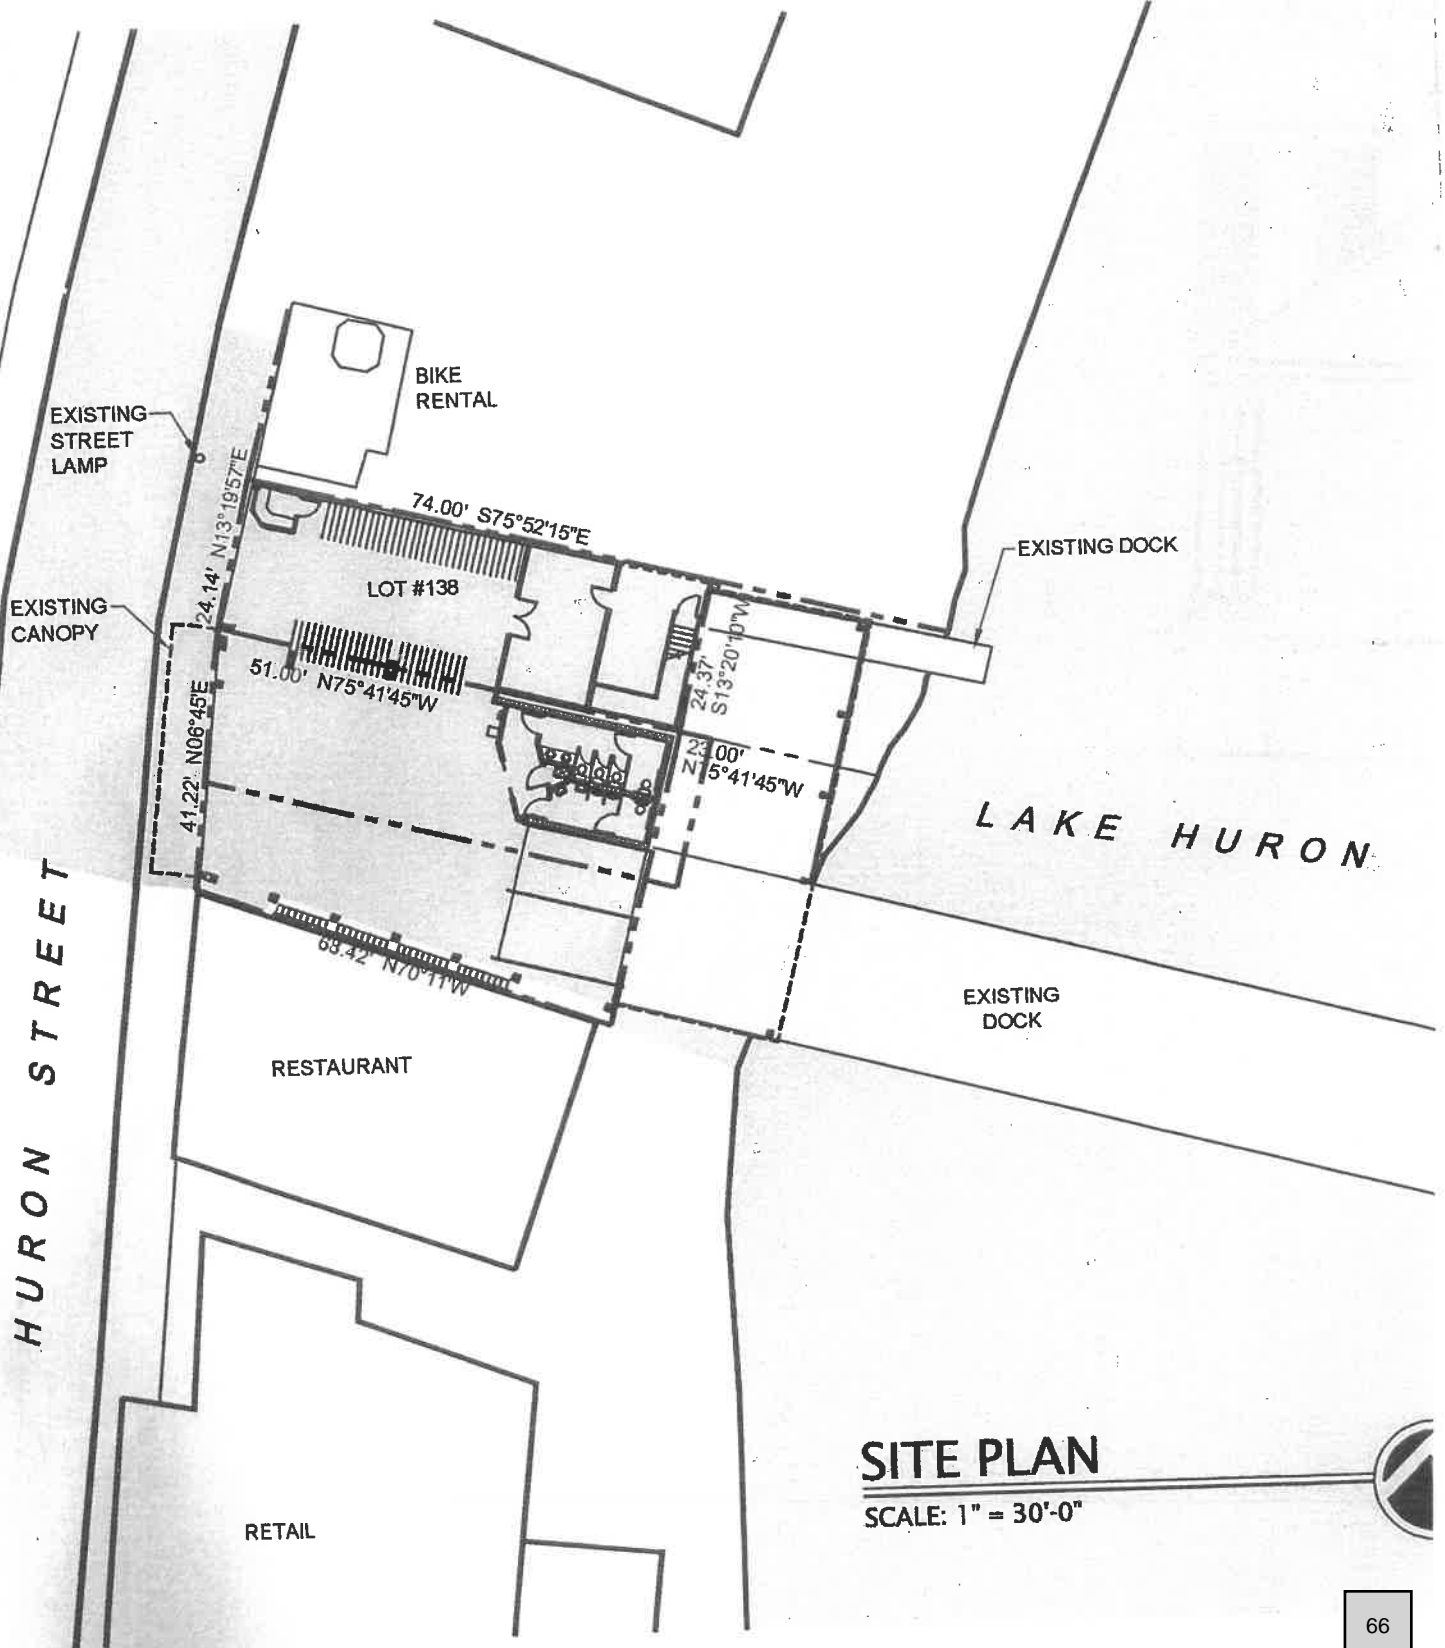 BIKE
RENTAL
EXISTING
STREET
LAMP
24.14' N13°19'57"E
74.00' S75°52'15"E
EXISTING DOCK
LOT #138
EXISTING
CANOPY
51.00' N75°41'45"W
24.37'
S13°20'10"W
41.22' N06°45'E
23.00'
N75°41'45"W
LAKE HURON
68.42' N70°11'W
EXISTING
DOCK
RESTAURANT
HURON STREET
SITE PLAN
SCALE: 1" = 30'-0"
RETAIL
66